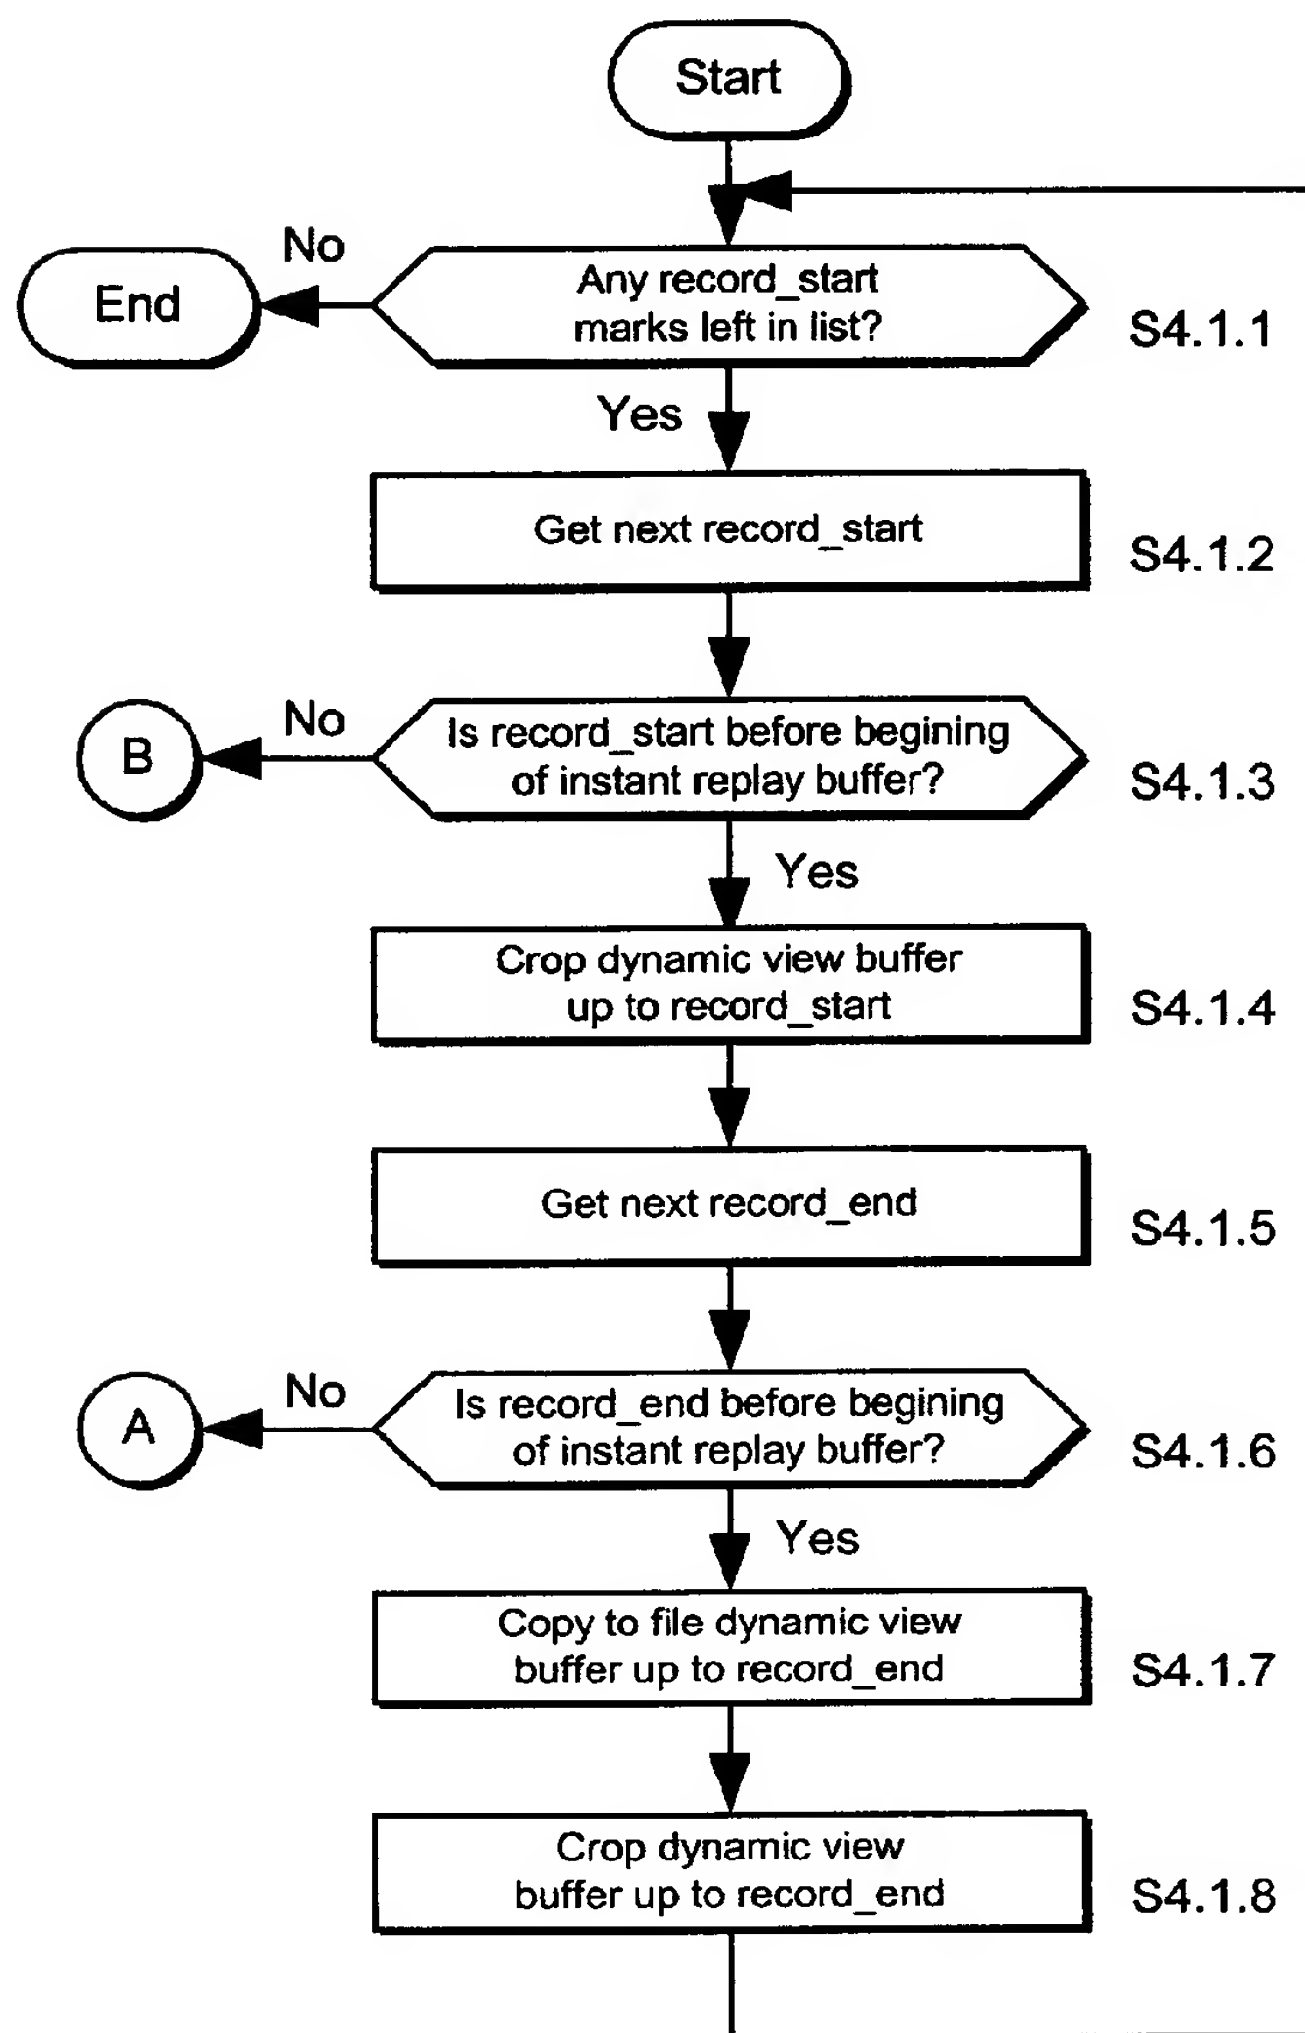 Start
No
End
Any record_start
marks left in list?
S4.1.1
Yes
Get next record_start
S4.1.2
No
B
Is record_start before begining
of instant replay buffer?
S4.1.3
Yes
Crop dynamic view buffer
up to record_start
S4.1.4
Get next record_end
S4.1.5
No
A
Is record_end before begining
of instant replay buffer?
S4.1.6
Yes
Copy to file dynamic view
buffer up to record_end
S4.1.7
Crop dynamic view
buffer up to record_end
S4.1.8